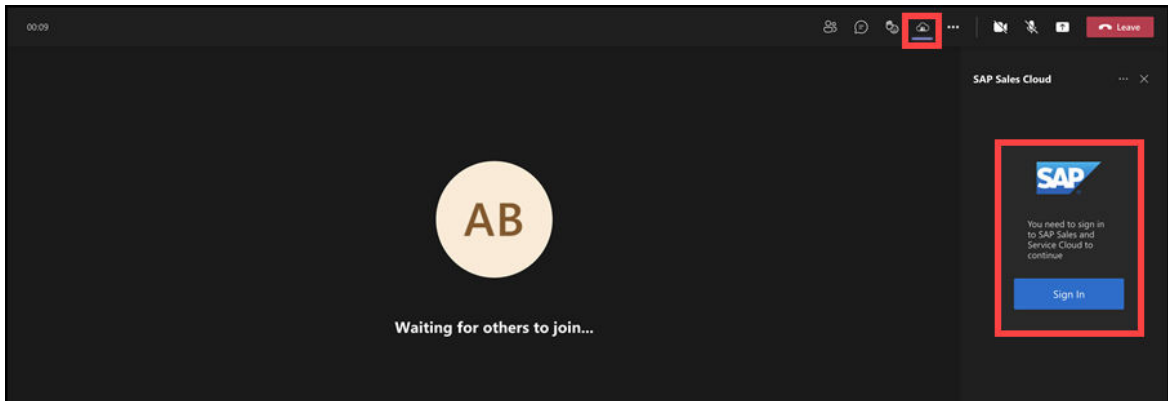 00:09
Leave
SAP Sales Cloud
SAP
AB
You need to sign in
to SAP Sales and
Service Cloud to
continue
Sign In
Waiting for others to join...